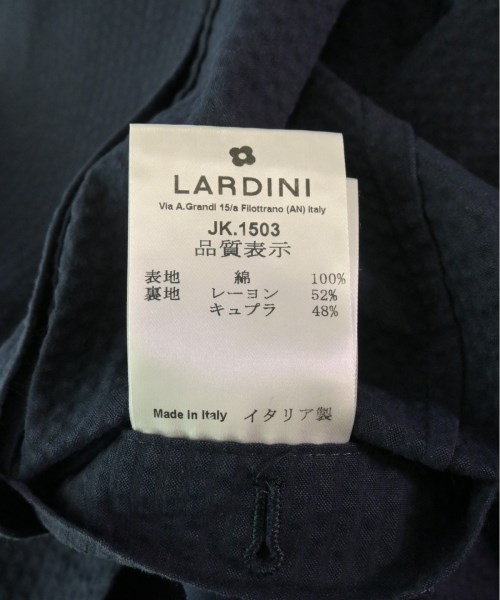 LARDINI
Via A.Grandi 15/a Filottrano (AN) Italy
JK.1503
品質表示
表地 綿 100%
裏地 レーヨン 52%
キュプラ 48%
Made in Italy イタリア製